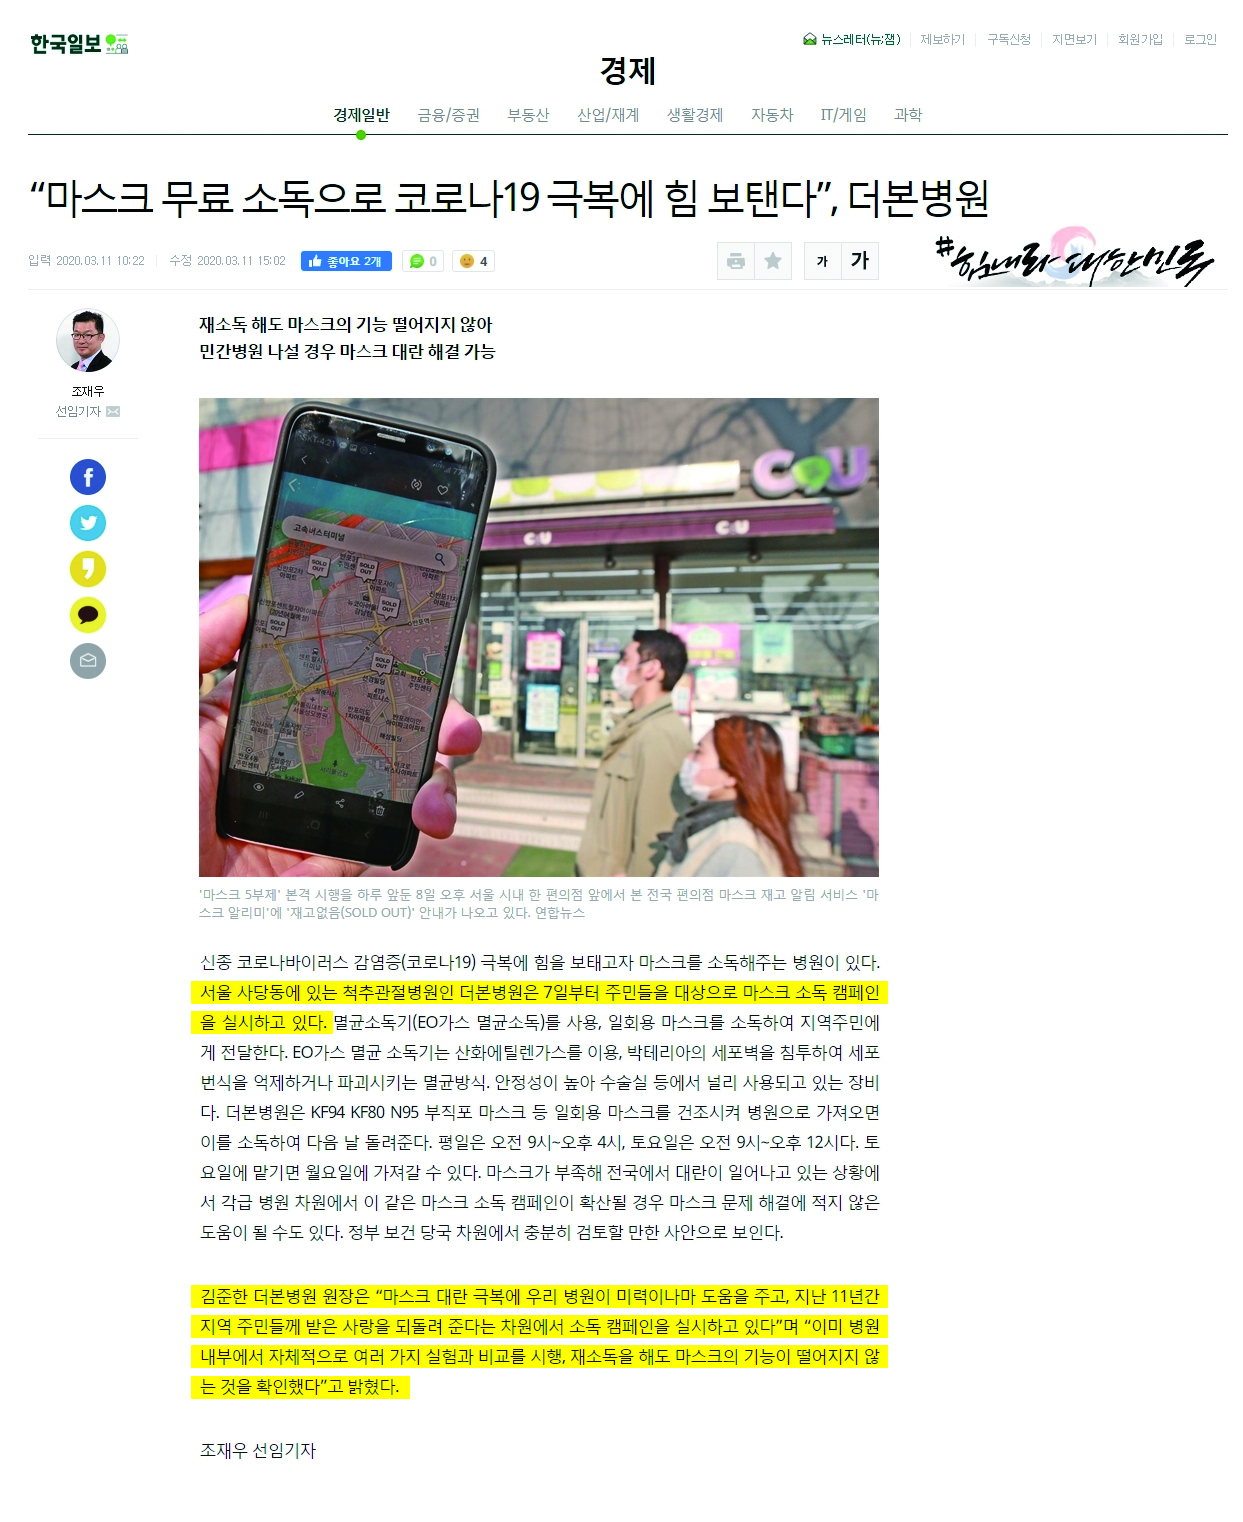 한국일보
뉴스레터(뉴;잼) 제보하기 구독신청 지면보기 회원가입 로그인
경제
경제일반 금융/증권 부동산 산업/재계 생활경제 자동차 IT/게임 과학
“마스크 무료 소독으로 코로나19 극복에 힘 보탠다”, 더본병원
입력 2020.03.11 10:22 수정 2020.03.11 15:02 좋아요 2개 0 4 가 가
#힘내라 대한민국
재소독 해도 마스크의 기능 떨어지지 않아
민간병원 나설 경우 마스크 대란 해결 가능
조재우
선임기자
CU
CU CU
고속버스터미널
SOLD OUT
SOLD OUT
SOLD OUT
SOLD OUT
SOLD OUT
'마스크 5부제' 본격 시행을 하루 앞둔 8일 오후 서울 시내 한 편의점 앞에서 본 전국 편의점 마스크 재고 알림 서비스 '마
스크 알리미'에 '재고없음(SOLD OUT)' 안내가 나오고 있다. 연합뉴스
신종 코로나바이러스 감염증(코로나19) 극복에 힘을 보태고자 마스크를 소독해주는 병원이 있다.
서울 사당동에 있는 척추관절병원인 더본병원은 7일부터 주민들을 대상으로 마스크 소독 캠페인
을 실시하고 있다. 멸균소독기(EO가스 멸균소독)를 사용, 일회용 마스크를 소독하여 지역주민에
게 전달한다. EO가스 멸균 소독기는 산화에틸렌가스를 이용, 박테리아의 세포벽을 침투하여 세포
번식을 억제하거나 파괴시키는 멸균방식. 안정성이 높아 수술실 등에서 널리 사용되고 있는 장비
다. 더본병원은 KF94 KF80 N95 부직포 마스크 등 일회용 마스크를 건조시켜 병원으로 가져오면
이를 소독하여 다음 날 돌려준다. 평일은 오전 9시~오후 4시, 토요일은 오전 9시~오후 12시다. 토
요일에 맡기면 월요일에 가져갈 수 있다. 마스크가 부족해 전국에서 대란이 일어나고 있는 상황에
서 각급 병원 차원에서 이 같은 마스크 소독 캠페인이 확산될 경우 마스크 문제 해결에 적지 않은
도움이 될 수도 있다. 정부 보건 당국 차원에서 충분히 검토할 만한 사안으로 보인다.
김준한 더본병원 원장은 “마스크 대란 극복에 우리 병원이 미력이나마 도움을 주고, 지난 11년간
지역 주민들께 받은 사랑을 되돌려 준다는 차원에서 소독 캠페인을 실시하고 있다”며 “이미 병원
내부에서 자체적으로 여러 가지 실험과 비교를 시행, 재소독을 해도 마스크의 기능이 떨어지지 않
는 것을 확인했다”고 밝혔다.
조재우 선임기자